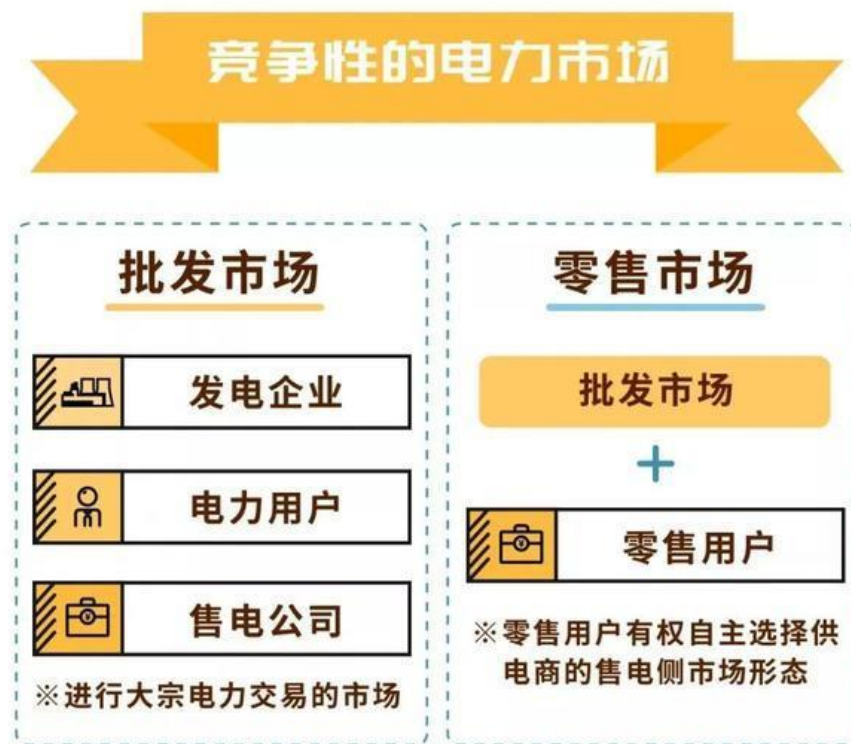 竞争性的电力市场
批发市场
发电企业
电力用户
售电公司
※进行大宗电力交易的市场
零售市场
批发市场
+
零售用户
※零售用户有权自主选择供
电商的售电侧市场形态